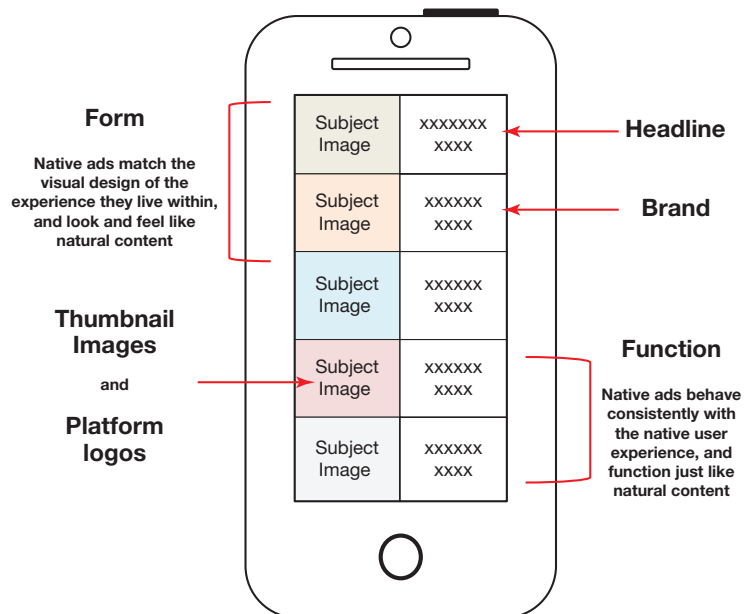 Form
Native ads match the
visual design of the
experience they live within,
and look and feel like
natural content
Thumbnail
Images
and
Platform
logos
Subject
Image
xxxxxxx
xxxx
Subject
Image
xxxxxx
xxxx
Subject
Image
xxxxxx
xxxx
Subject
Image
xxxxxx
xxxx
Subject
Image
xxxxxx
xxxx
Headline
Brand
Function
Native ads behave
consistently with
the native user
experience, and
function just like
natural content